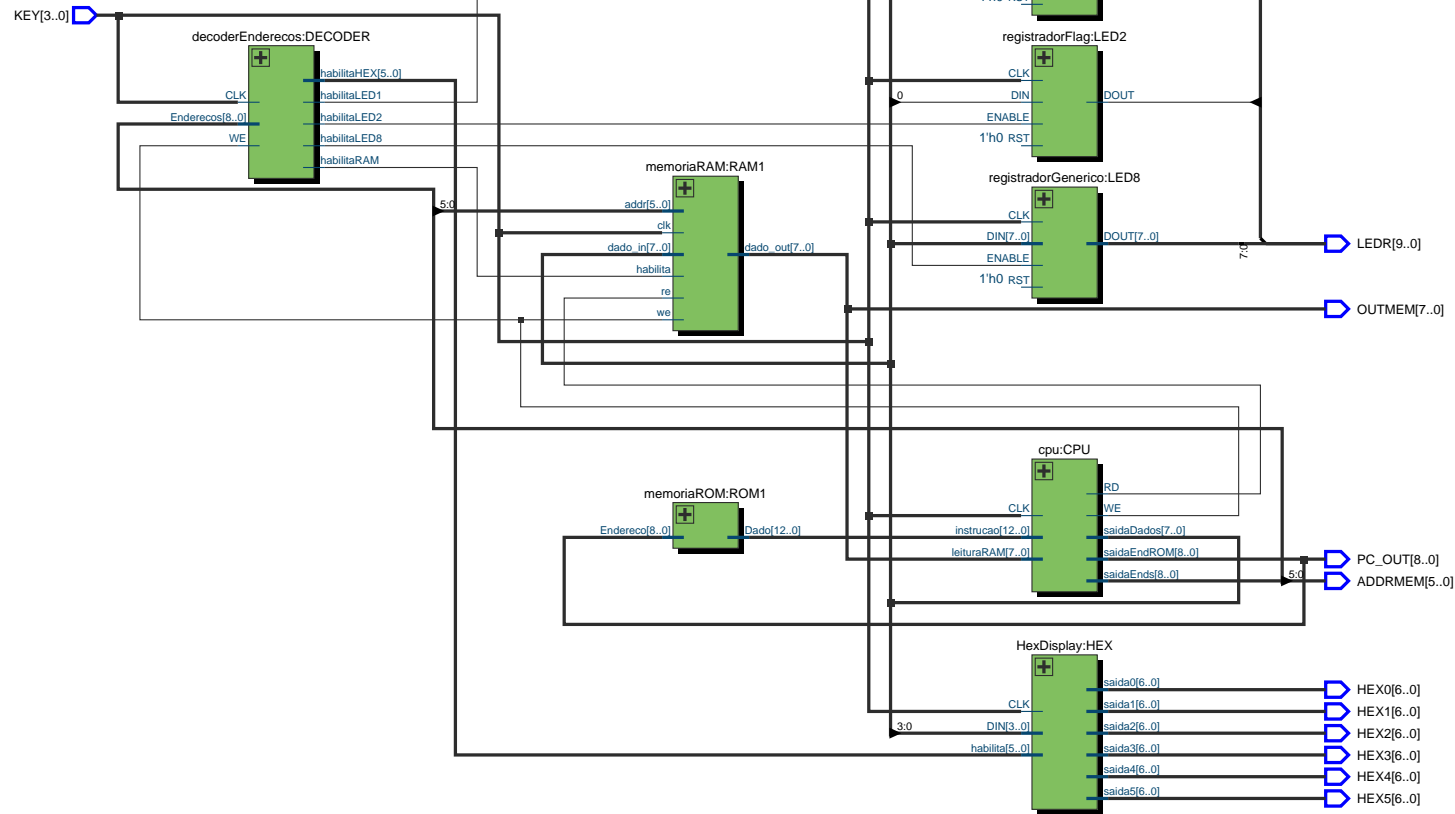 KEY[3..0]
decoderEnderecos:DECODER
CLK
Enderecos[8..0]
WE
habilitaHEX[5..0]
habilitaLED1
habilitaLED2
habilitaLED8
habilitaRAM
registradorFlag:LED2
CLK
0
DIN
ENABLE
1'h0 RST
DOUT
memoriaRAM:RAM1
5:0
addr[5..0]
clk
dado_in[7..0]
habilita
re
we
dado_out[7..0]
registradorGenerico:LED8
CLK
DIN[7..0]
ENABLE
1'h0 RST
DOUT[7..0]
7:0
LEDR[9..0]
OUTMEM[7..0]
cpu:CPU
CLK
instrucao[12..0]
leituraRAM[7..0]
RD
WE
saidaDados[7..0]
saidaEndROM[8..0]
saidaEnds[8..0]
5:0
PC_OUT[8..0]
ADDRMEM[5..0]
memoriaROM:ROM1
Endereco[8..0]
Dado[12..0]
HexDisplay:HEX
CLK
3:0
DIN[3..0]
habilita[5..0]
saida0[6..0]
saida1[6..0]
saida2[6..0]
saida3[6..0]
saida4[6..0]
saida5[6..0]
HEX0[6..0]
HEX1[6..0]
HEX2[6..0]
HEX3[6..0]
HEX4[6..0]
HEX5[6..0]